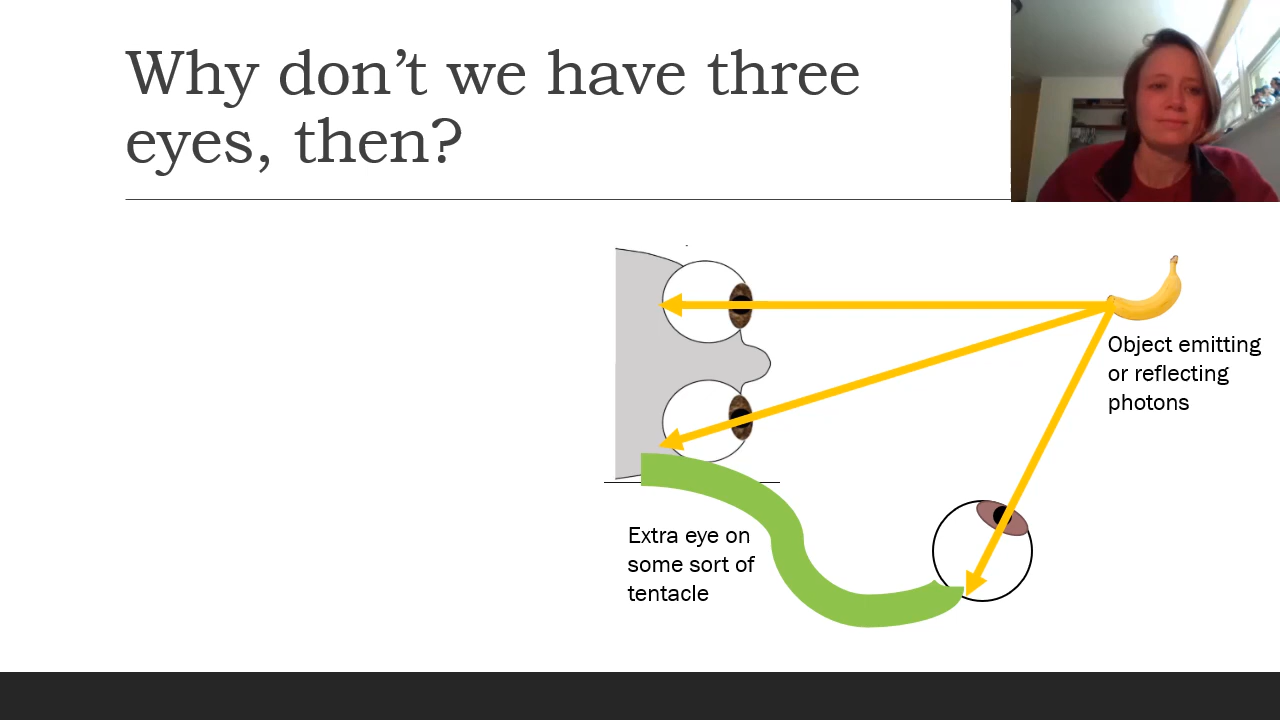 Why don’t we have three
eyes, then?
Object emitting
or reflecting
photons
Extra eye on
some sort of
tentacle